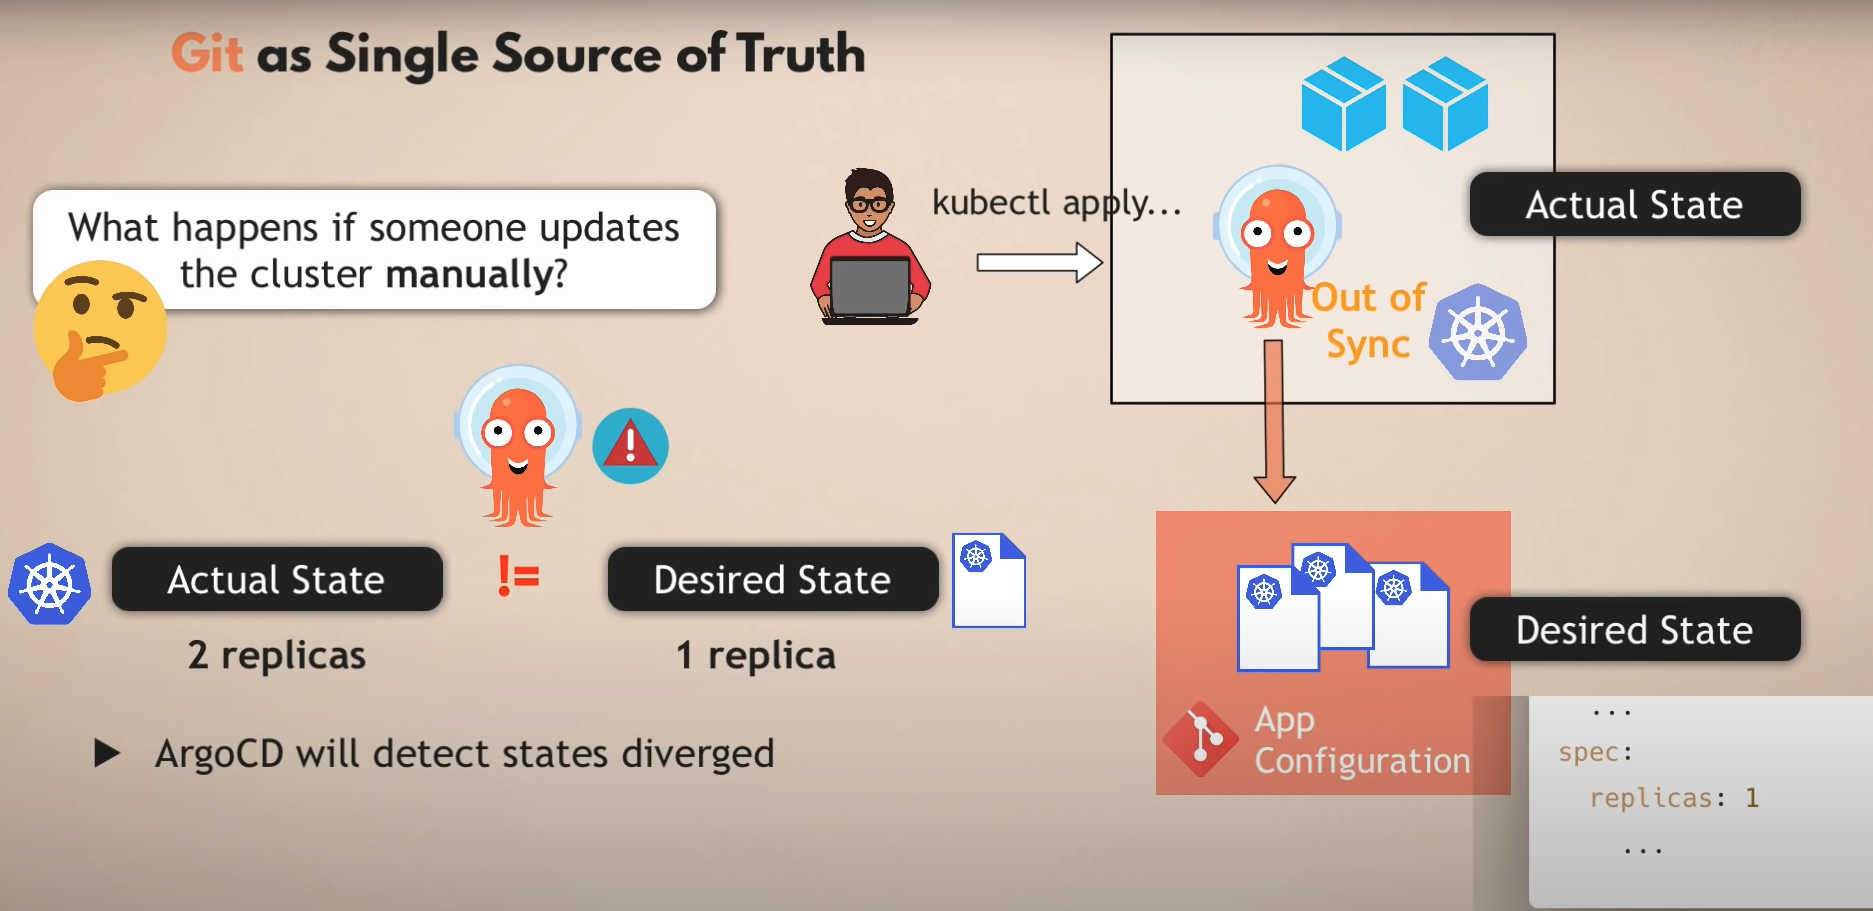 Git as Single Source of Truth
What happens if someone updates
the cluster manually?
kubectl apply...
Actual State
Out of
Sync
Actual State
!=
Desired State
2 replicas
1 replica
ArgoCD will detect states diverged
Desired State
App
Configuration
...
spec:
replicas: 1
...